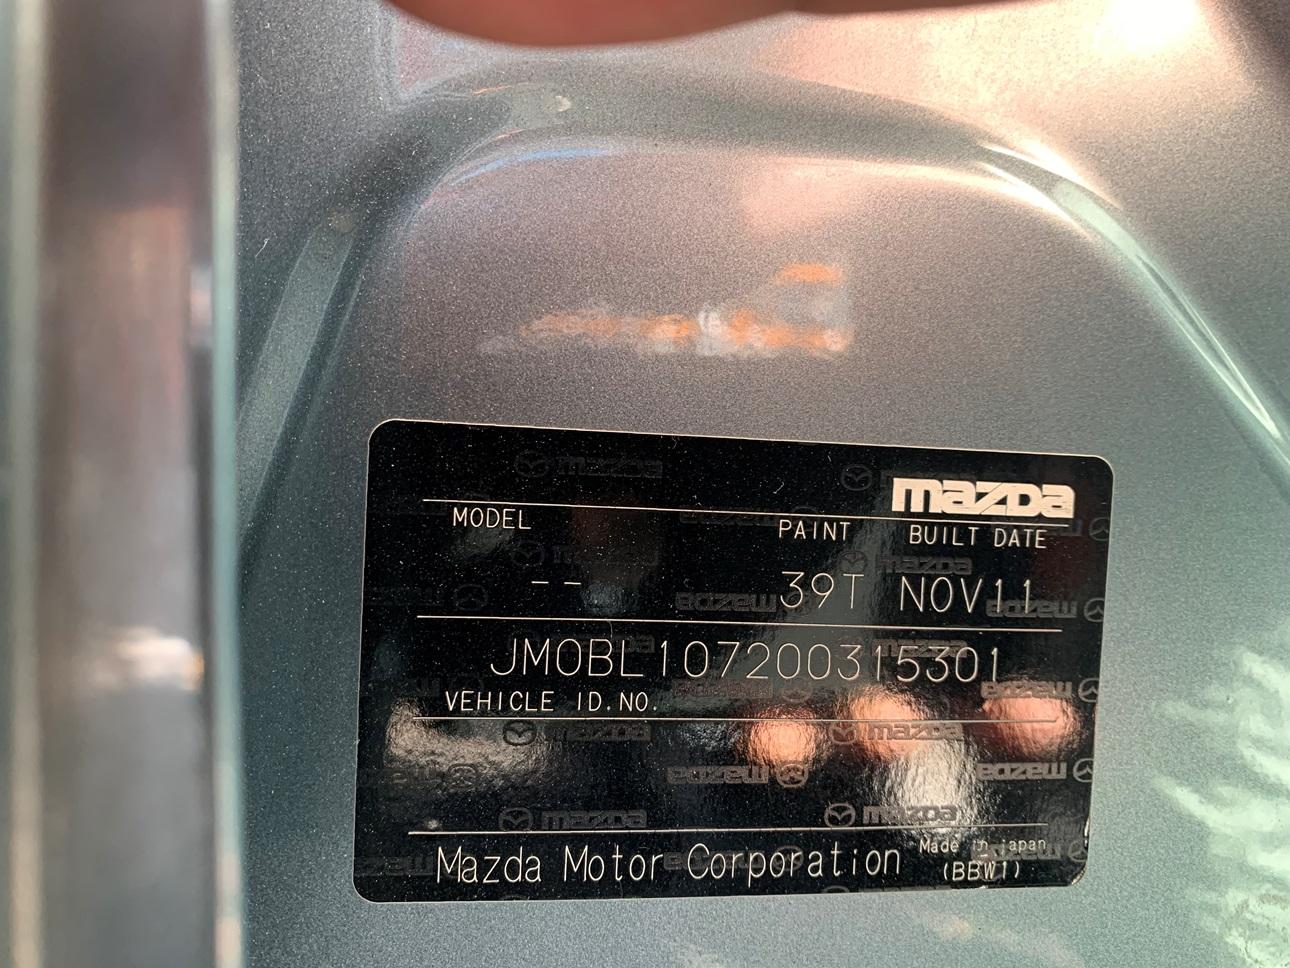 mazda
MODEL PAINT BUILT DATE
-- 39T NOV11
JM0BL107200315301
VEHICLE ID.NO.
Mazda Motor Corporation Made in Japan
(BBW1)